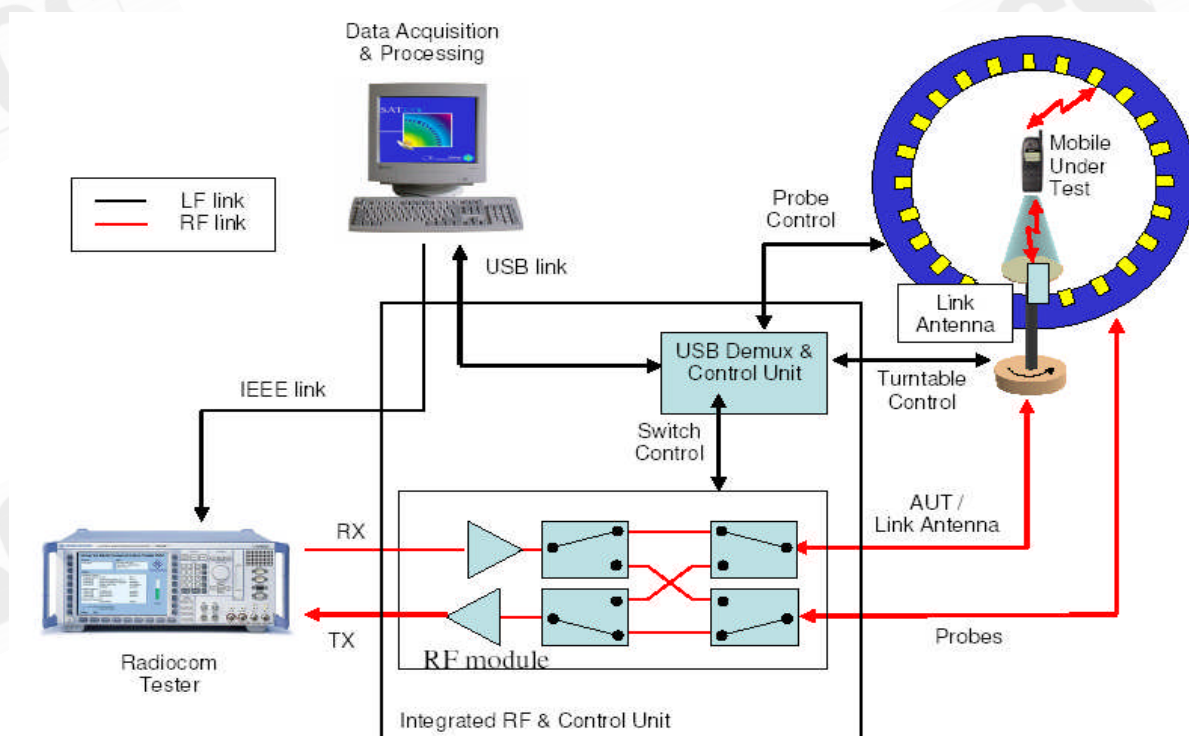 Data Acquisition
& Processing
SAT
LF link
RF link
Mobile
Under
Test
Probe
Control
USB link
Link
Antenna
USB Demux &
Control Unit
Turntable
Control
IEEE link
Switch
Control
AUT /
Link Antenna
RX
TX
Probes
RF module
Radiocom
Tester
Integrated RF & Control Unit